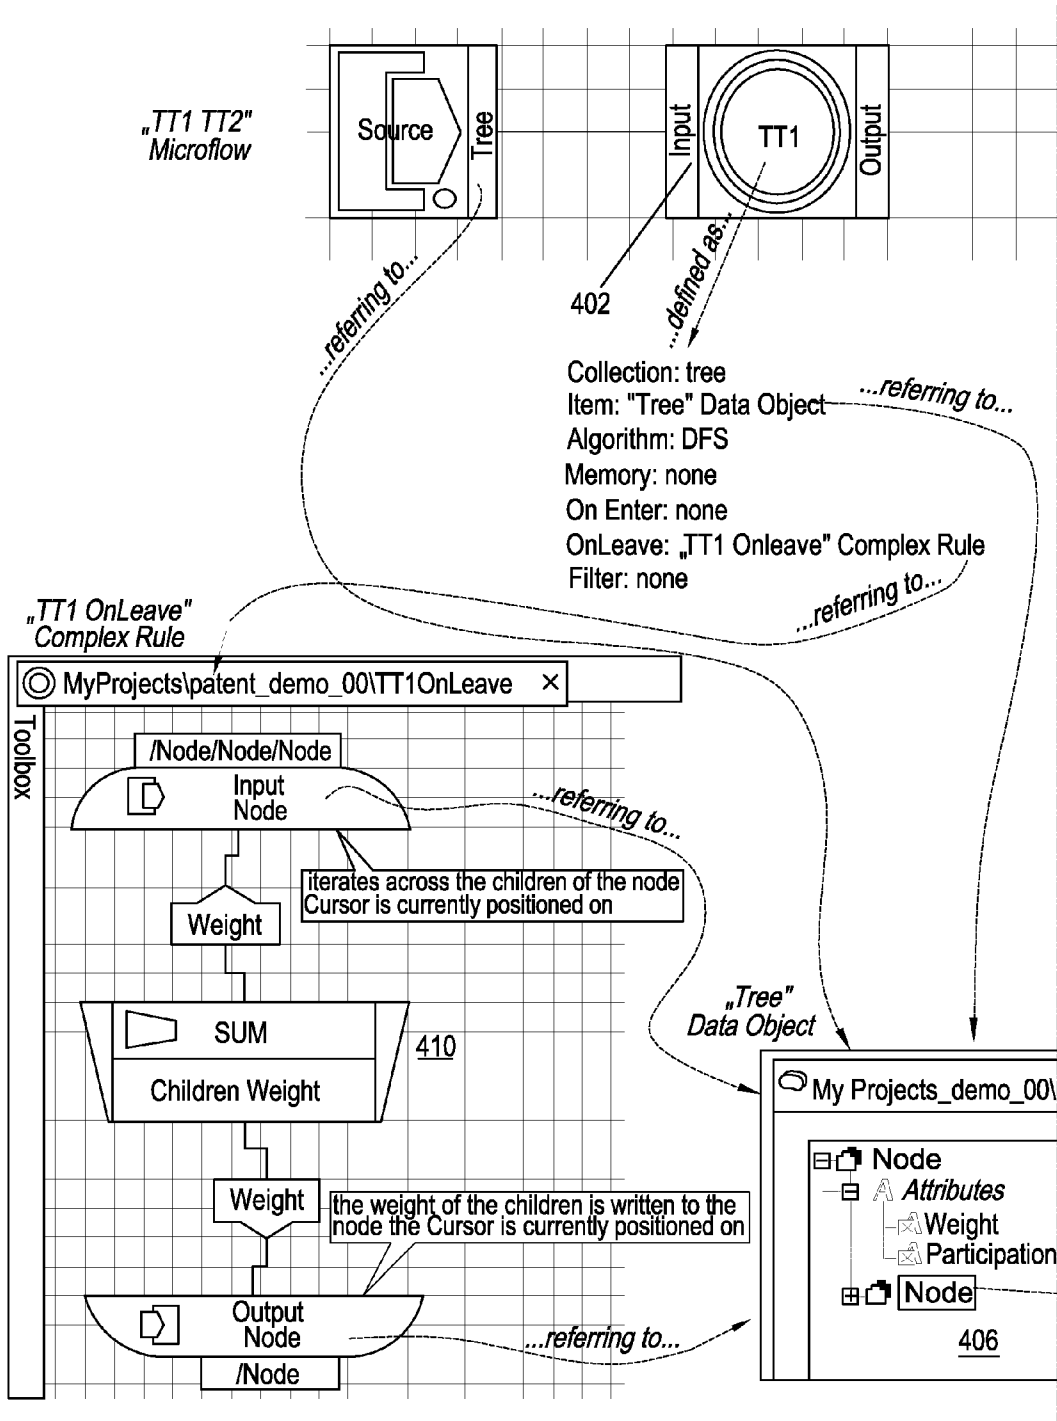 „TT1 TT2"
Microflow
Source
Tree
Input
TT1
Output
402
...referring to...
...defined as...
Collection: tree
Item: "Tree" Data Object
Algorithm: DFS
Memory: none
On Enter: none
OnLeave: „TT1 Onleave" Complex Rule
Filter: none
...referring to...
...referring to...
„TT1 OnLeave"
Complex Rule
MyProjects\patent_demo_00\TT1OnLeave
Toolbox
/Node/Node/Node
Input
Node
...referring to...
iterates across the children of the node
Cursor is currently positioned on
Weight
SUM
Children Weight
410
Weight
the weight of the children is written to the
node the Cursor is currently positioned on
Output
Node
/Node
...referring to...
„Tree"
Data Object
My Projects_demo_00\
Node
A Attributes
A Weight
A Participation
Node
406